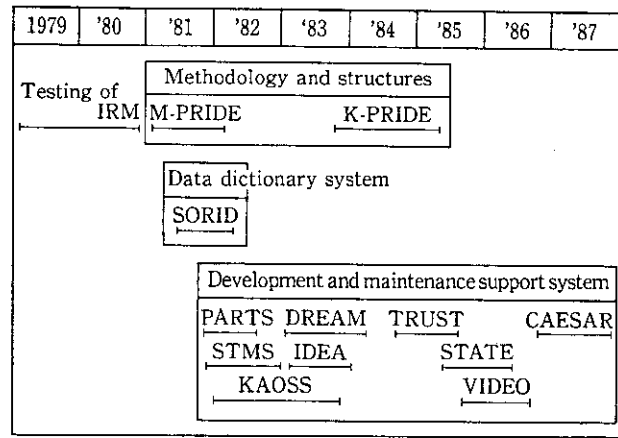 1979 '80 '81 '82 '83 '84 '85 '86 '87
Methodology and structures
Testing of
IRM M-PRIDE K-PRIDE
Data dictionary system
SORID
Development and maintenance support system
PARTS DREAM TRUST CAESAR
STMS IDEA STATE
KAOSS VIDEO